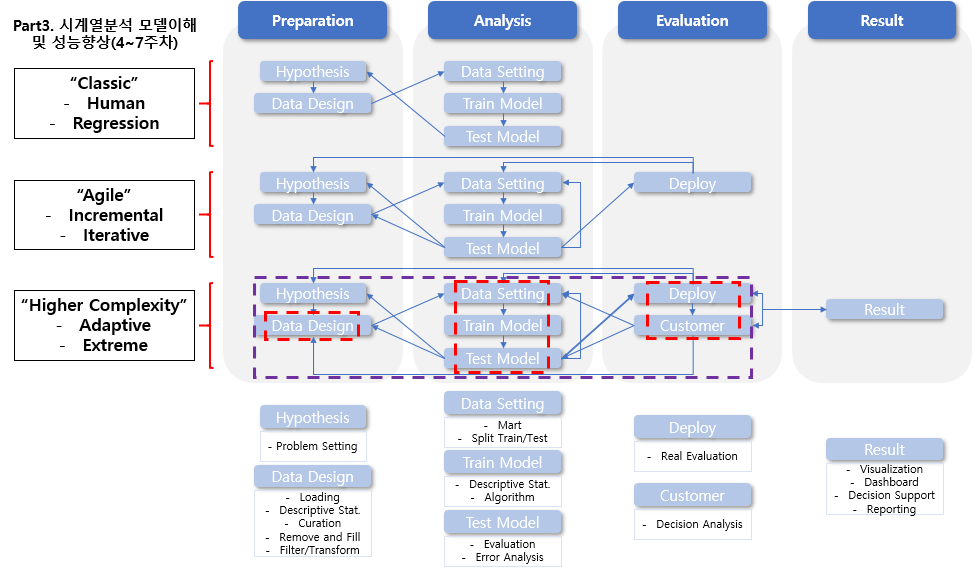 Part3. 시계열분석 모델이해
및 성능향상(4~7주차)
Preparation
Analysis
Evaluation
Result
“Classic”
- Human
- Regression
Hypothesis
Data Design
Data Setting
Train Model
Test Model
“Agile”
- Incremental
- Iterative
Hypothesis
Data Design
Data Setting
Train Model
Test Model
Deploy
“Higher Complexity”
- Adaptive
- Extreme
Hypothesis
Data Design
Data Setting
Train Model
Test Model
Deploy
Customer
Result
Hypothesis
- Problem Setting
Data Design
- Loading
- Descriptive Stat.
- Curation
- Remove and Fill
- Filter/Transform
Data Setting
- Mart
- Split Train/Test
Train Model
- Descriptive Stat.
- Algorithm
Test Model
- Evaluation
- Error Analysis
Deploy
- Real Evaluation
Customer
- Decision Analysis
Result
- Visualization
- Dashboard
- Decision Support
- Reporting